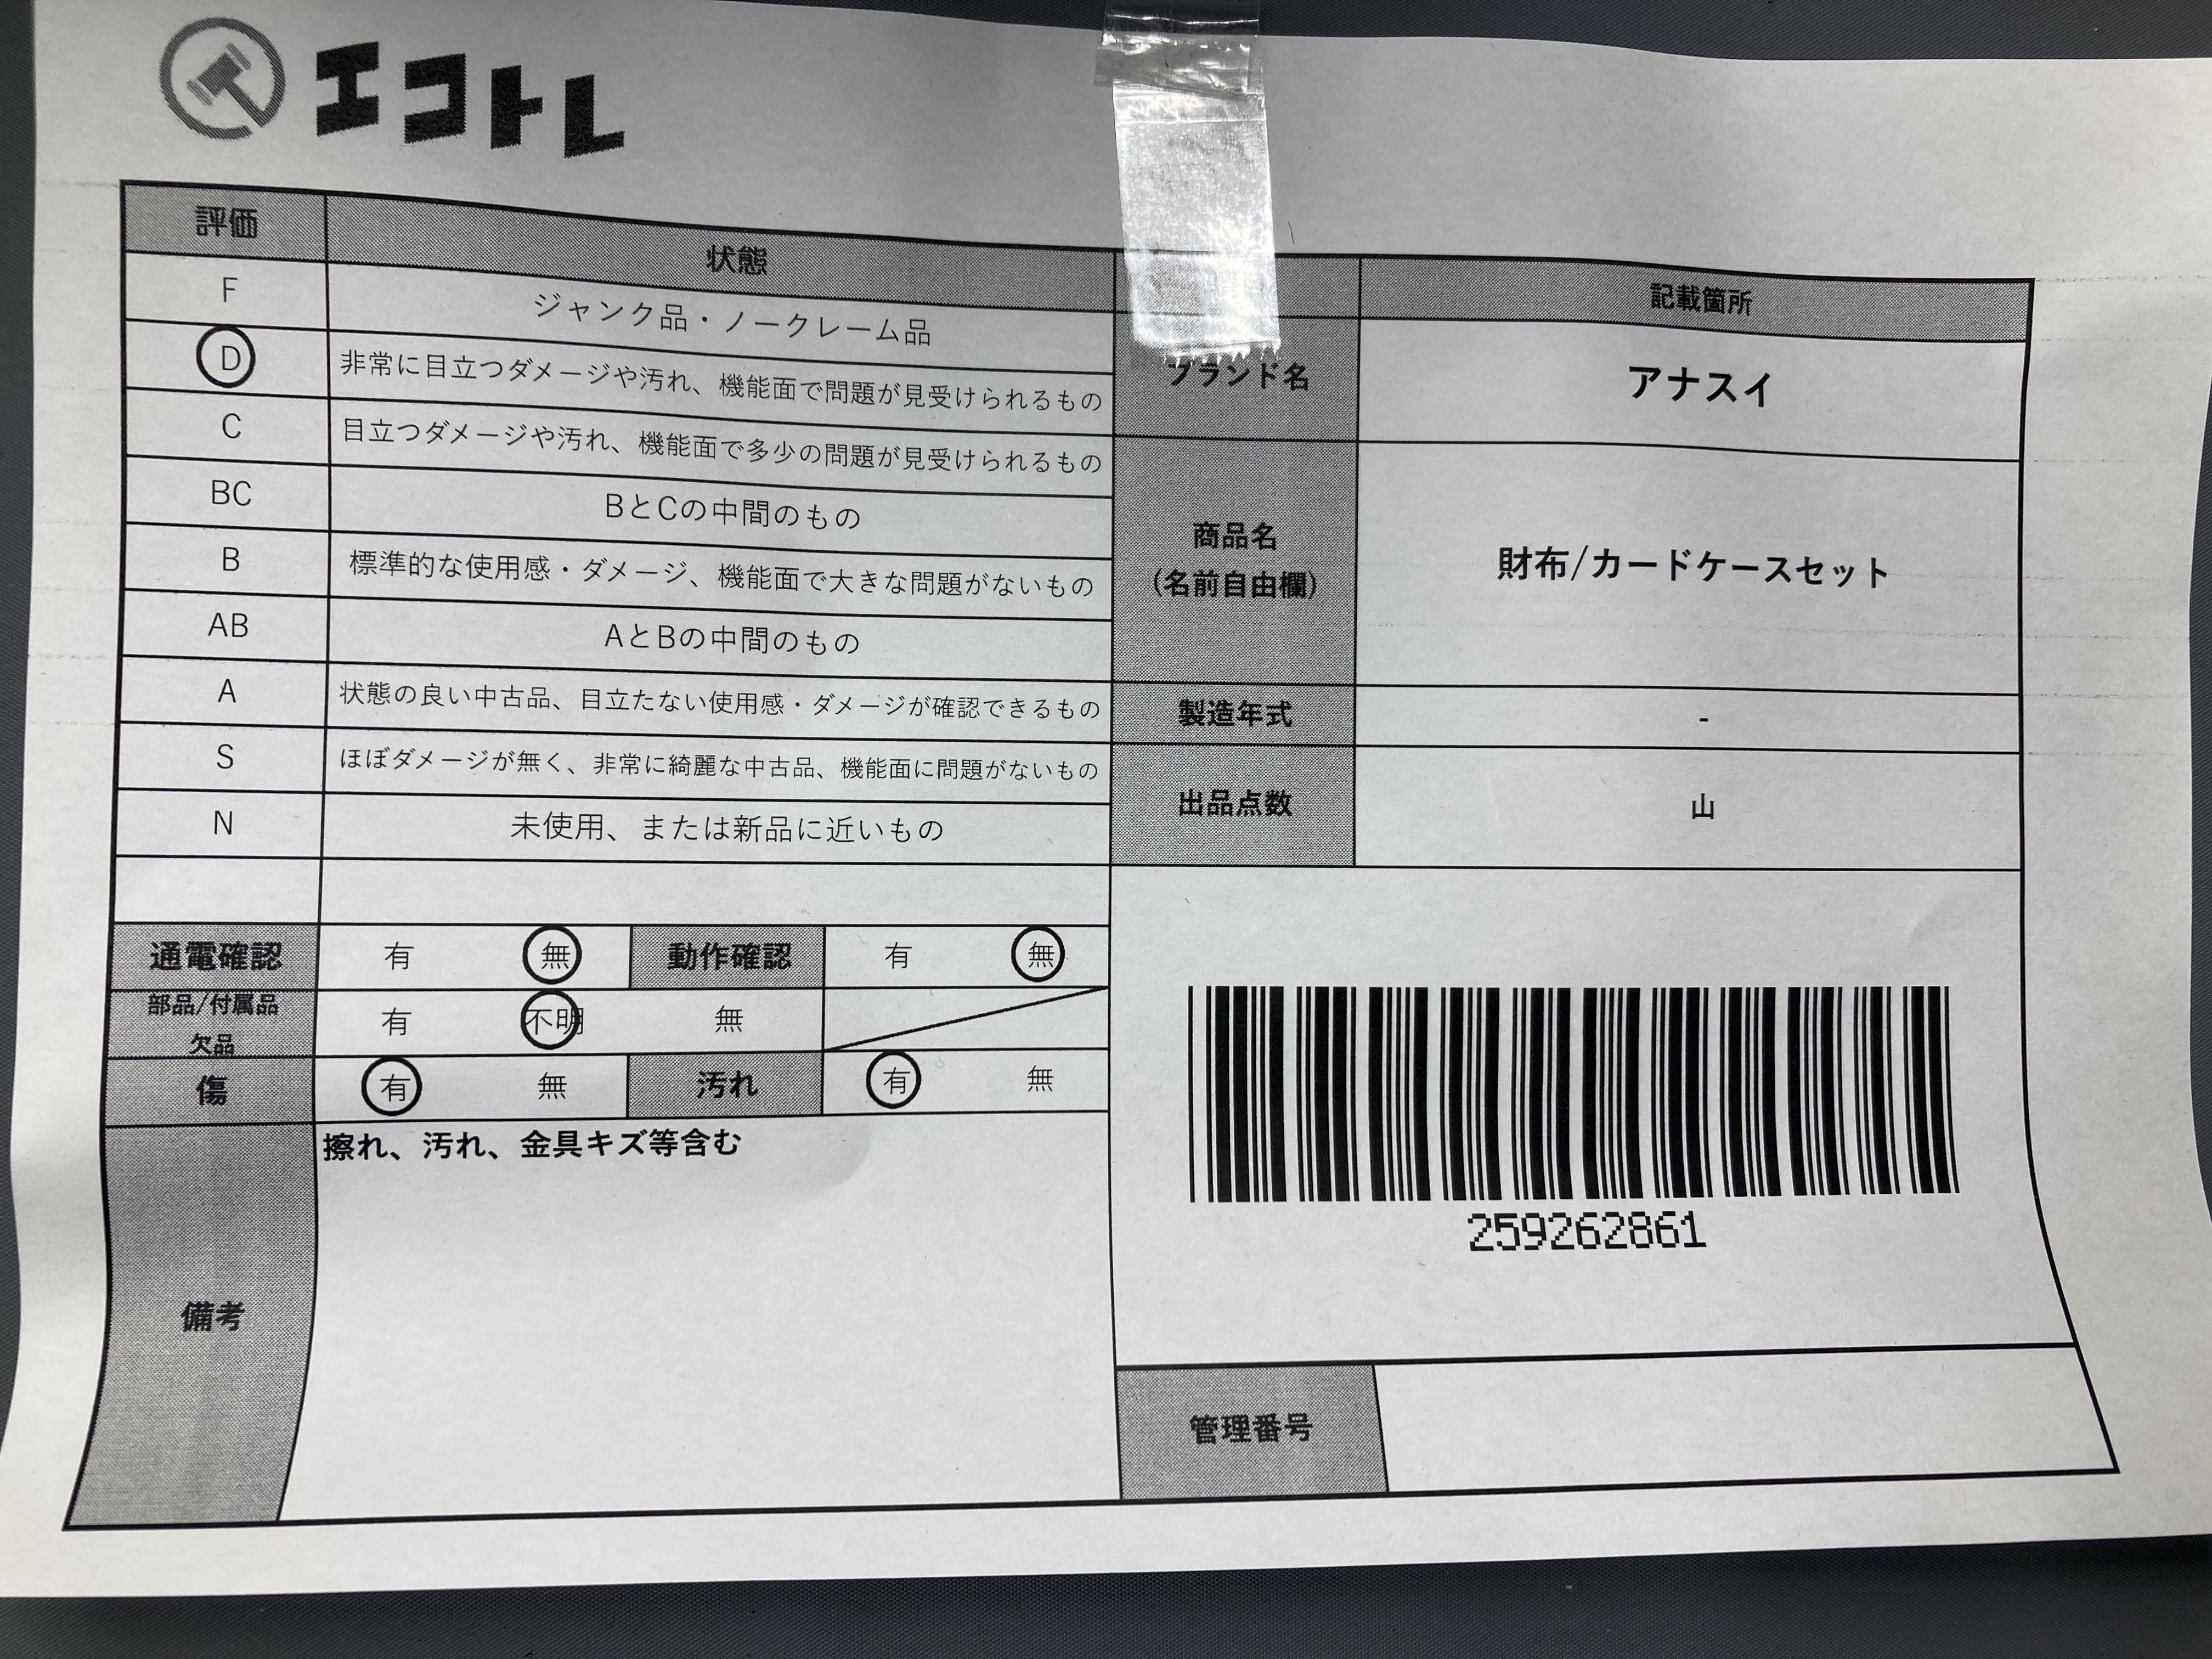 エコトレ
評価 状態
F ジャンク品・ノークレーム品
D 非常に目立つダメージや汚れ、機能面で問題が見受けられるもの
C 目立つダメージや汚れ、機能面で多少の問題が見受けられるもの
BC BとCの中間のもの
B 標準的な使用感・ダメージ、機能面で大きな問題がないもの
AB AとBの中間のもの
A 状態の良い中古品、目立たない使用感・ダメージが確認できるもの
S ほぼダメージが無く、非常に綺麗な中古品、機能面に問題がないもの
N 未使用、または新品に近いもの
通電確認 有 無 動作確認 有 無
部品/付属品
欠品 有 不明 無
傷 有 無 汚れ 有 無
備考 擦れ、汚れ、金具キズ等含む
記載箇所
ブランド名 アナスイ
商品名
(名前自由欄) 財布/カードケースセット
製造年式 -
出品点数 山
259262861
管理番号